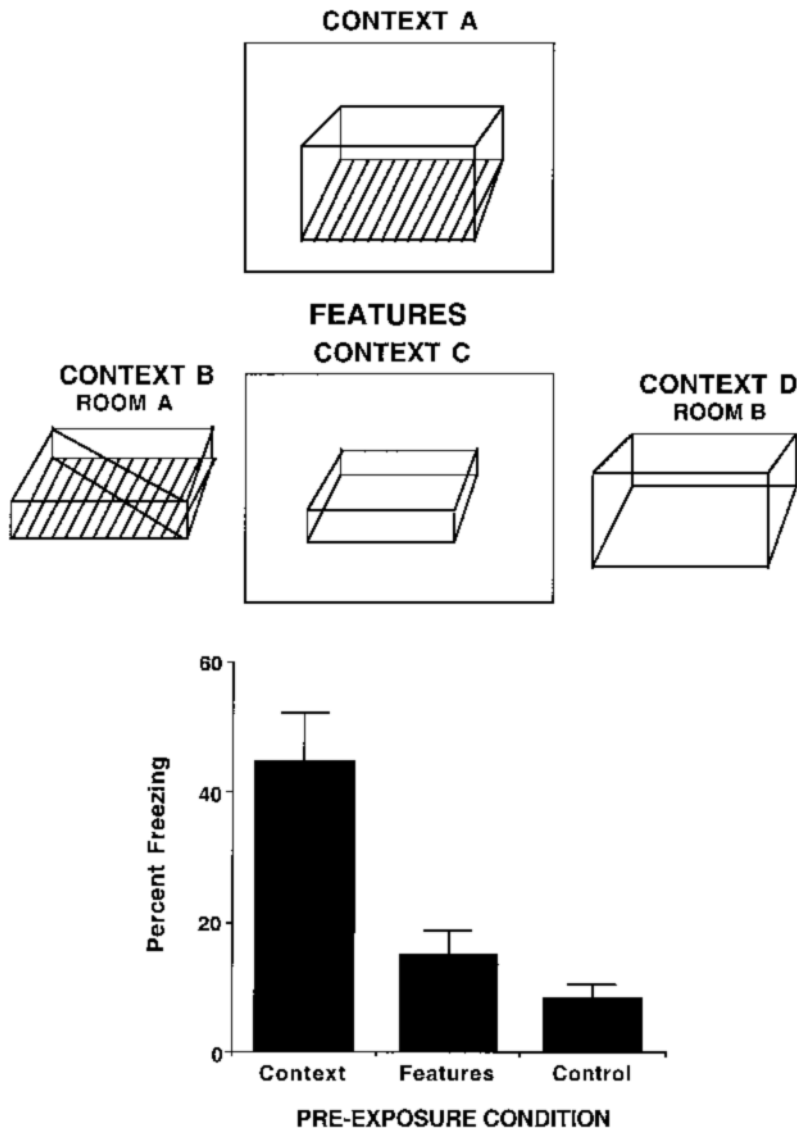 CONTEXT A
FEATURES
CONTEXT C
CONTEXT B
ROOM A
CONTEXT D
ROOM B
60
40
20
0
Percent Freezing
Context Features Control
PRE-EXPOSURE CONDITION